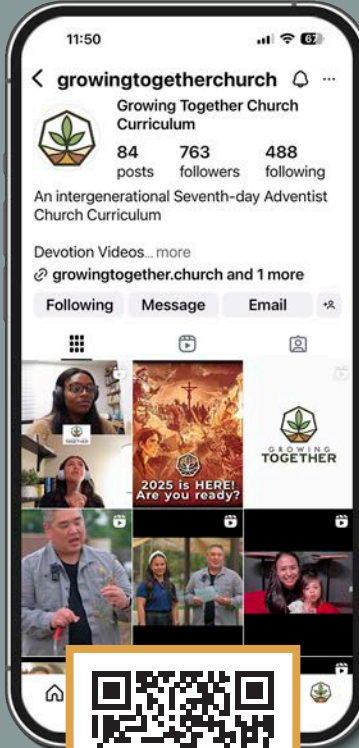 11:50
67
growingtogetherchurch
Growing Together Church
Curriculum
84 763 488
posts followers following
An intergenerational Seventh-day Adventist
Church Curriculum
Devotion Videos... more
growingtogether.church and 1 more
Following Message Email
TOGETHER
2025 is HERE!
Are you ready?
GROWING
TOGETHER